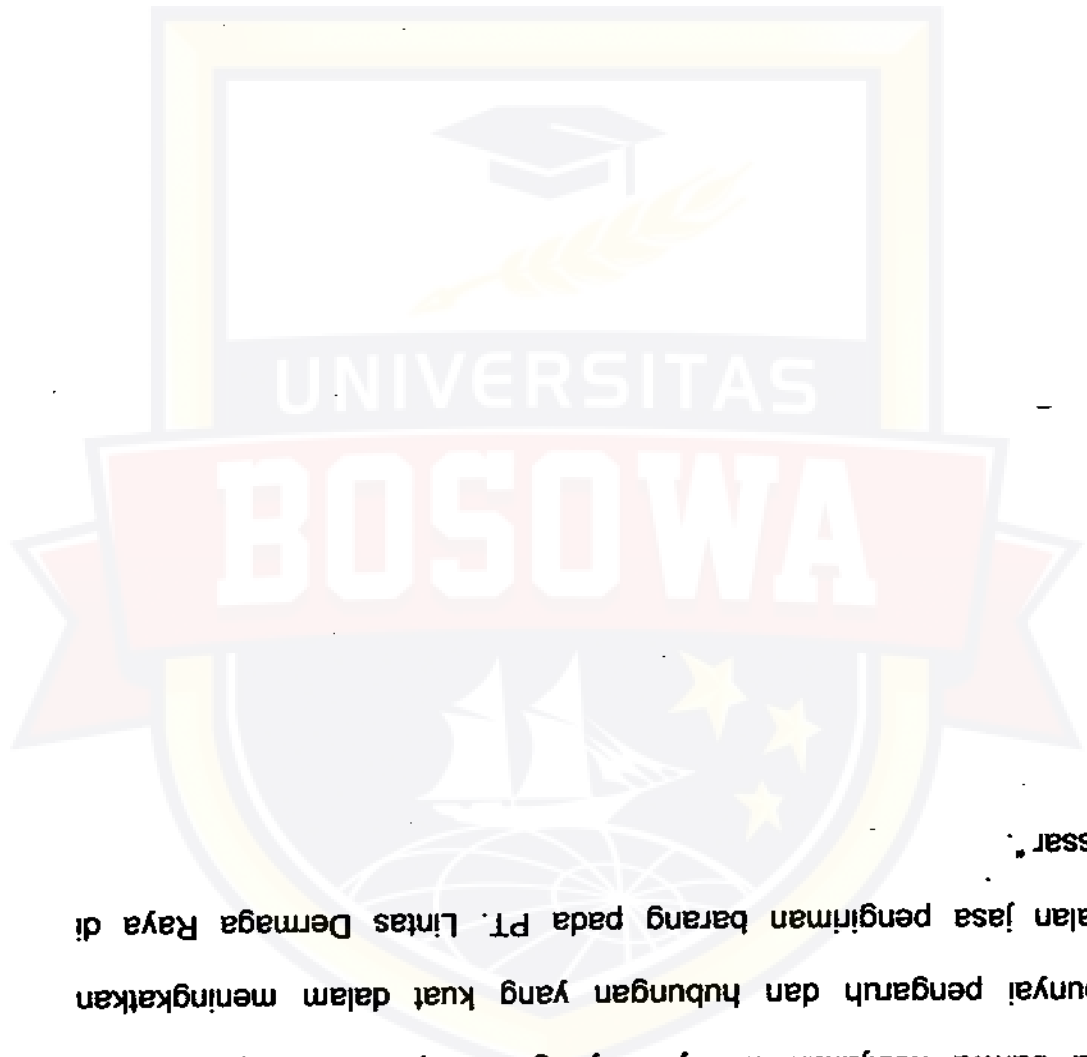 UNIVERSITAS
BOSOWA
punyai pengaruh dan hubungan yang kuat dalam meningkatkan
alan jasa pengiriman barang pada PT. Lintas Dermaga Raya di
ssar ".